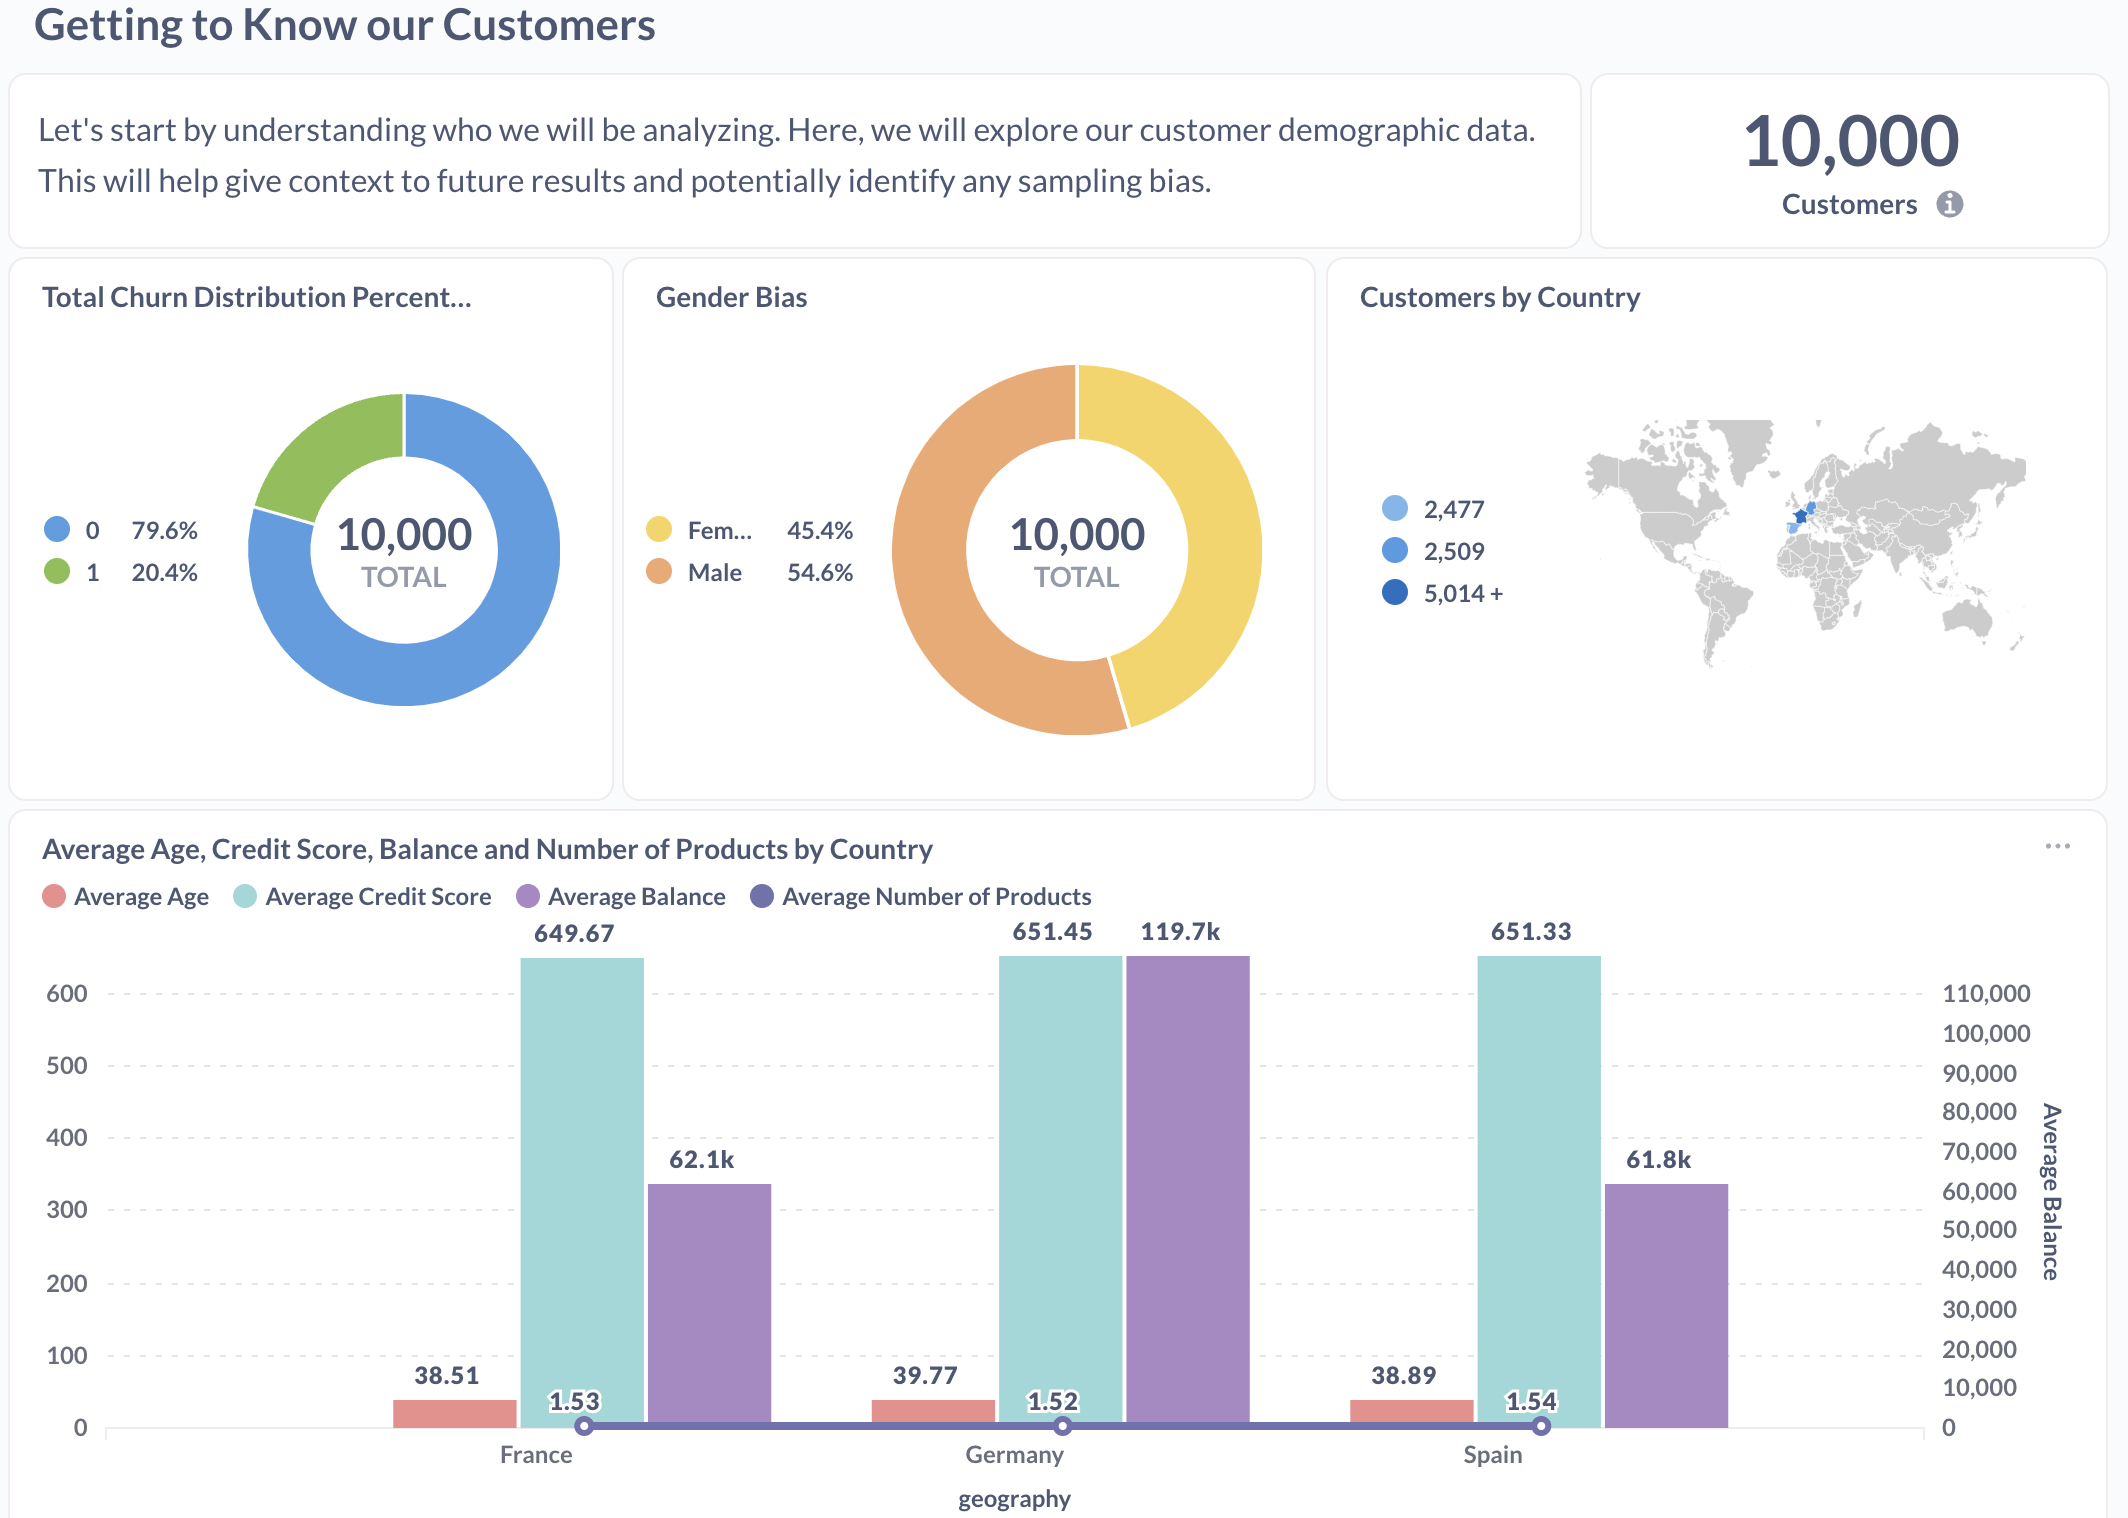 Getting to Know our Customers
Let's start by understanding who we will be analyzing. Here, we will explore our customer demographic data.
This will help give context to future results and potentially identify any sampling bias.
10,000
Customers
Total Churn Distribution Percent...
0 79.6%
1 20.4%
10,000
TOTAL
Gender Bias
Fem... 45.4%
Male 54.6%
10,000
TOTAL
Customers by Country
2,477
2,509
5,014 +
Average Age, Credit Score, Balance and Number of Products by Country
Average Age Average Credit Score Average Balance Average Number of Products
649.67 651.45 119.7k 651.33
600 110,000
100,000
500
90,000
80,000
400
70,000
62.1k 61.8k
60,000
300
50,000
200 40,000
30,000
100 20,000
38.51 39.77 38.89
10,000
1.53 1.52 1.54
0 0
Average Balance
France Germany Spain
geography